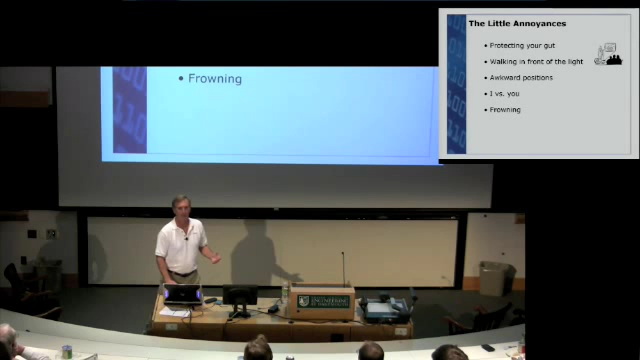 The Little Annoyances
• Protecting your gut
• Walking in front of the light
• Awkward positions
• I vs. you
• Frowning
• Frowning